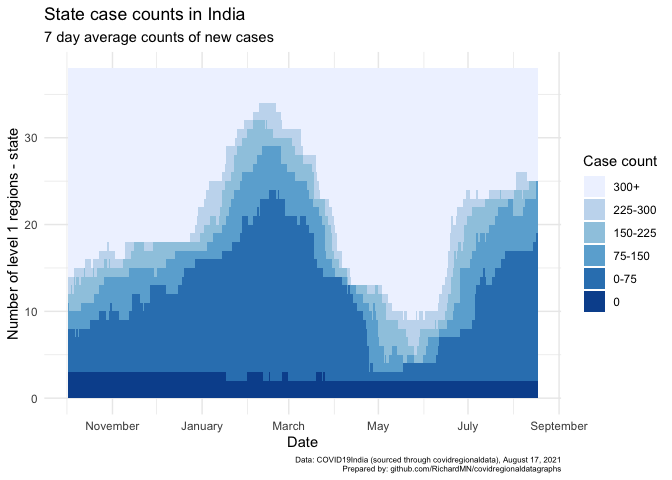 State case counts in India
7 day average counts of new cases
Number of level 1 regions - state
30
20
10
0
November
January
March
May
July
September
Date
Case count
300+
225-300
150-225
75-150
0-75
0
Data: COVID19India (sourced through covidregionaldata), August 17, 2021
Prepared by: github.com/RichardMN/covidregionaldatagraphs